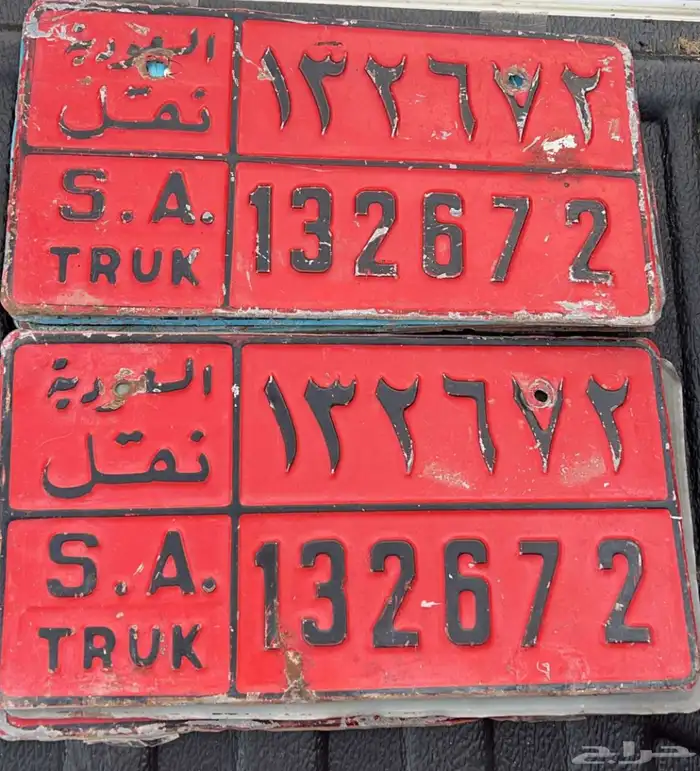 السعودية
نقل
١٣٢٦٧٢
S.A.
TRUK
132672
السعودية
نقل
١٣٢٦٧٢
S.A.
TRUK
132672
حراج